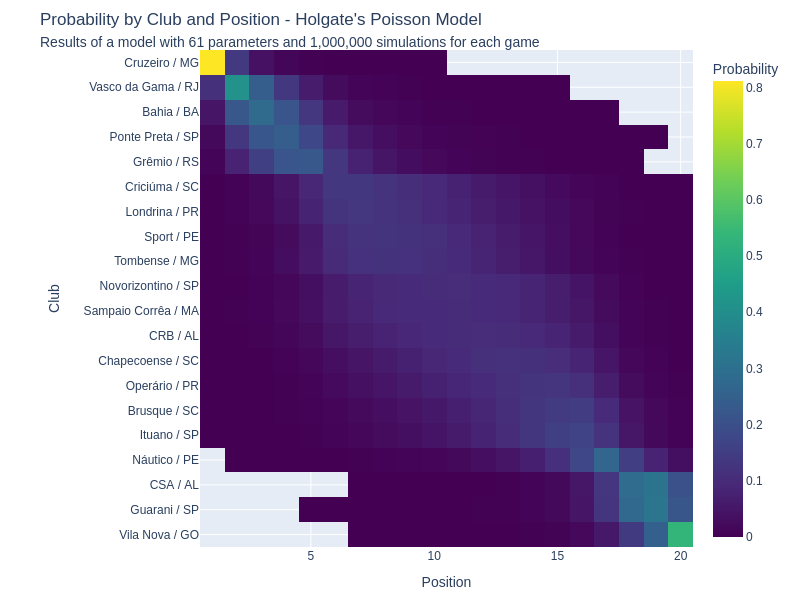 Probability by Club and Position - Holgate's Poisson Model
Results of a model with 61 parameters and 1,000,000 simulations for each game
Probability
Cruzeiro / MG
Vasco da Gama / RJ
Bahia / BA
Ponte Preta / SP
Grêmio / RS
Criciúma / SC
Londrina / PR
Sport / PE
Tombense / MG
Novorizontino / SP
Sampaio Corrêa / MA
CRB / AL
Chapecoense / SC
Operário / PR
Brusque / SC
Ituano / SP
Náutico / PE
CSA / AL
Guarani / SP
Vila Nova / GO
Club
5
10
15
20
Position
0.8
0.7
0.6
0.5
0.4
0.3
0.2
0.1
0